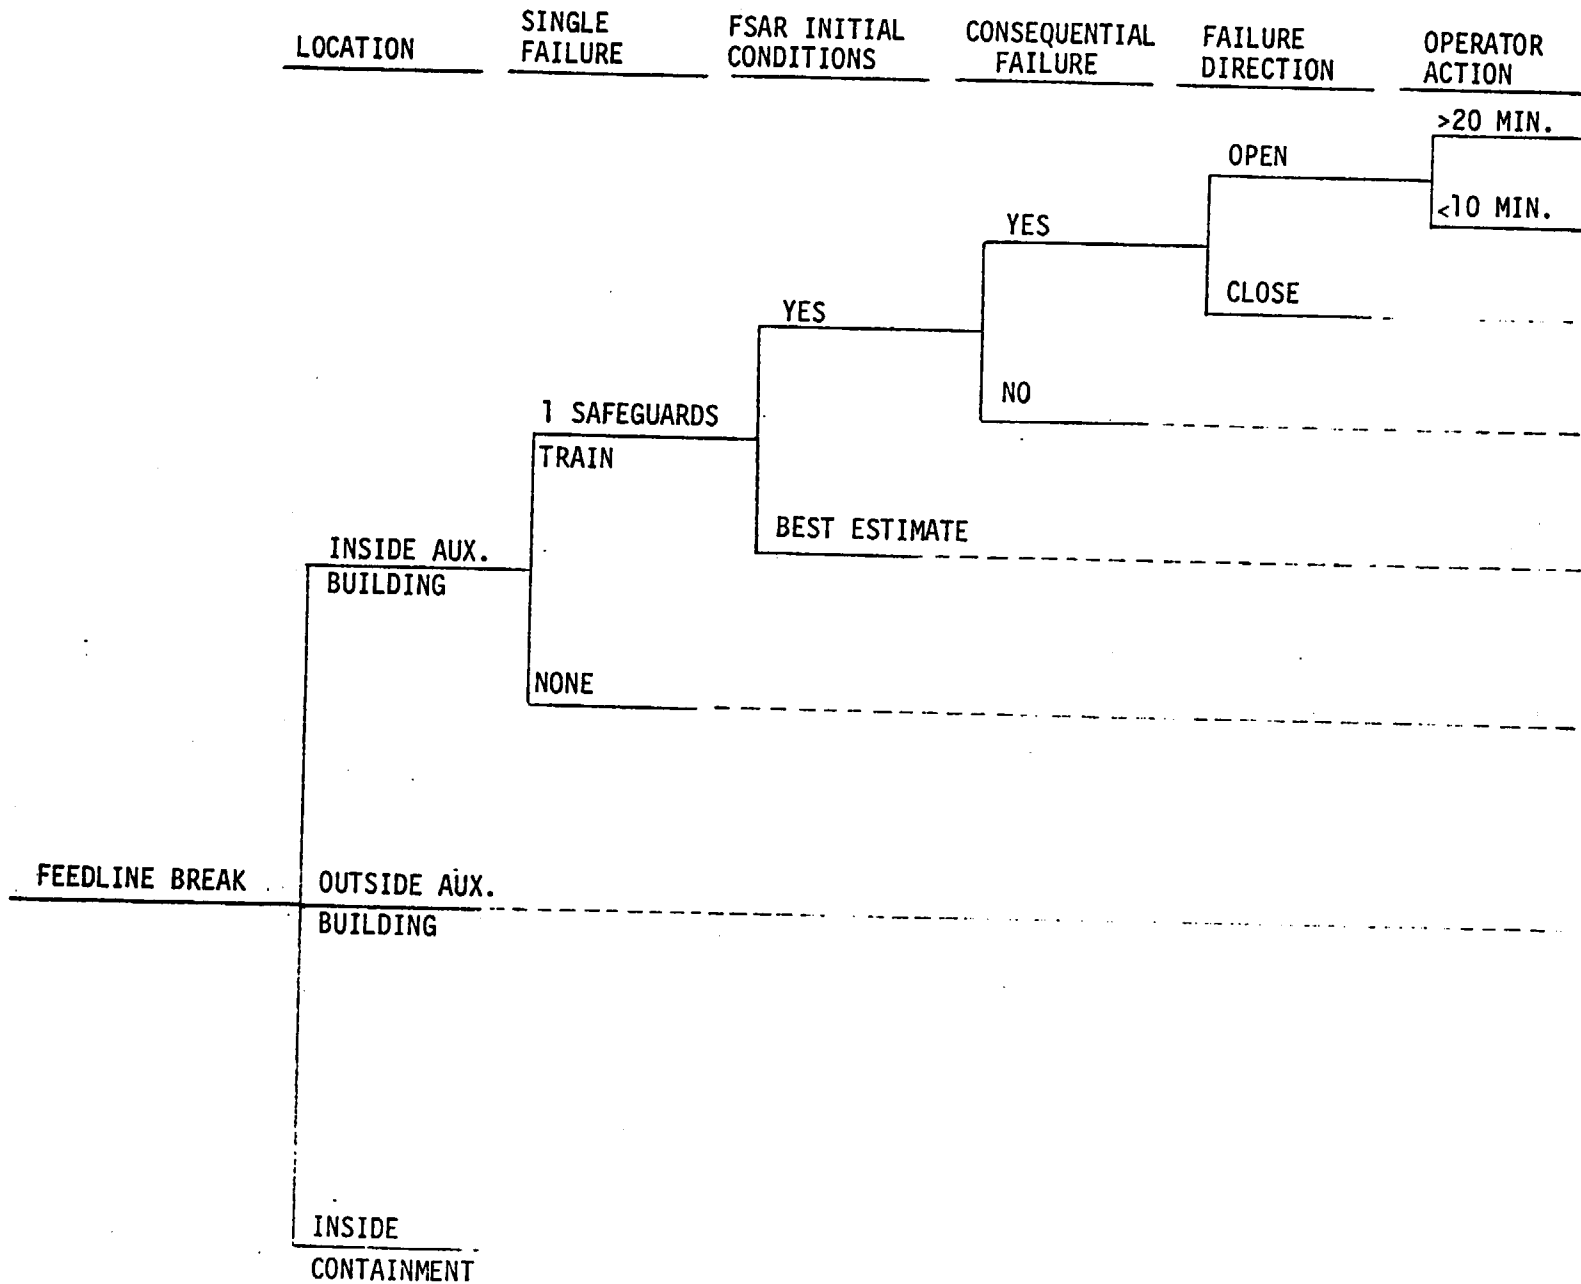 LOCATION
SINGLE
FAILURE
FSAR INITIAL
CONDITIONS
CONSEQUENTIAL
FAILURE
FAILURE
DIRECTION
OPERATOR
ACTION
>20 MIN.
OPEN
<10 MIN.
YES
CLOSE
YES
NO
1 SAFEGUARDS
TRAIN
BEST ESTIMATE
INSIDE AUX.
BUILDING
NONE
FEEDLINE BREAK
OUTSIDE AUX.
BUILDING
INSIDE
CONTAINMENT